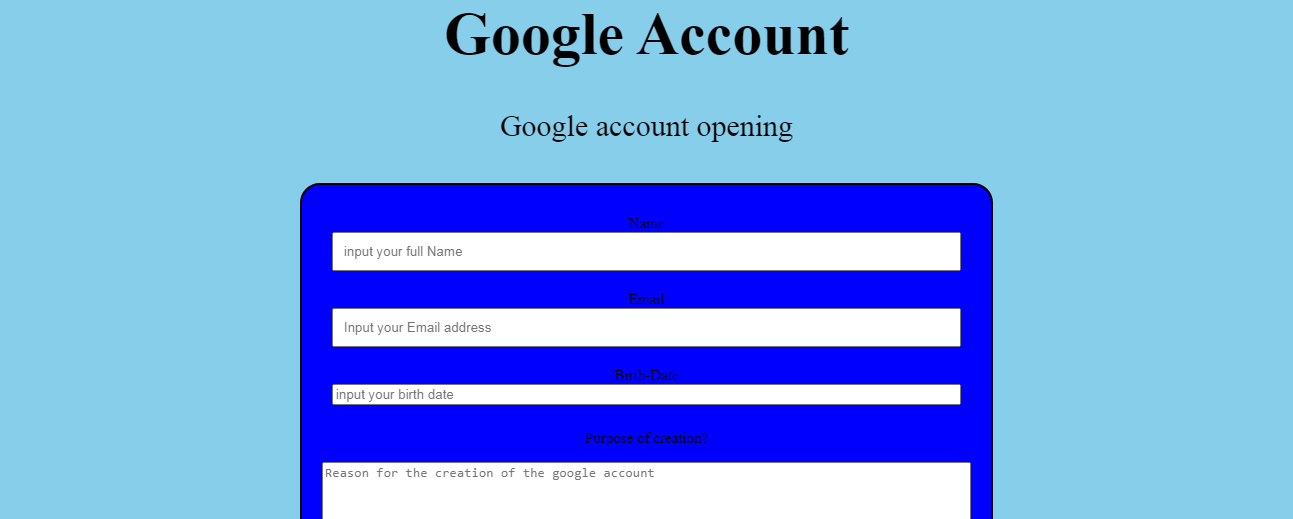 Google Account
Google account opening
Name
input your full Name
Email
Input your Email address
Birth-Date
input your birth date
Purpose of creation?
Reason for the creation of the google account